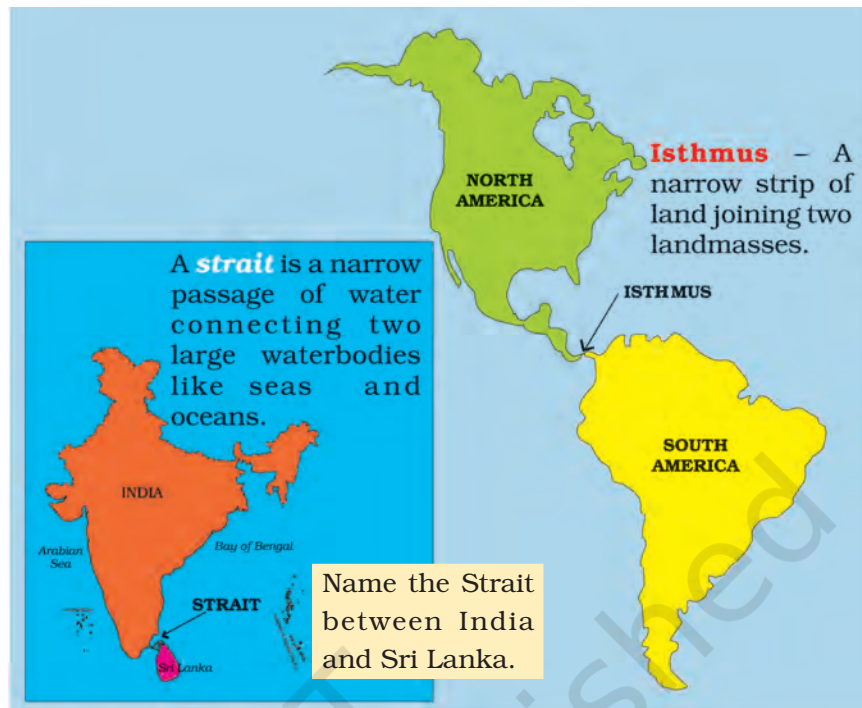 NORTH
AMERICA
Isthmus – A
narrow strip of
land joining two
landmasses.
ISTHMUS
SOUTH
AMERICA
A strait is a narrow
passage of water
connecting two
large waterbodies
like seas and
oceans.
INDIA
Arabian
Sea
Bay of Bengal
STRAIT
Sri Lanka
Name the Strait
between India
and Sri Lanka.